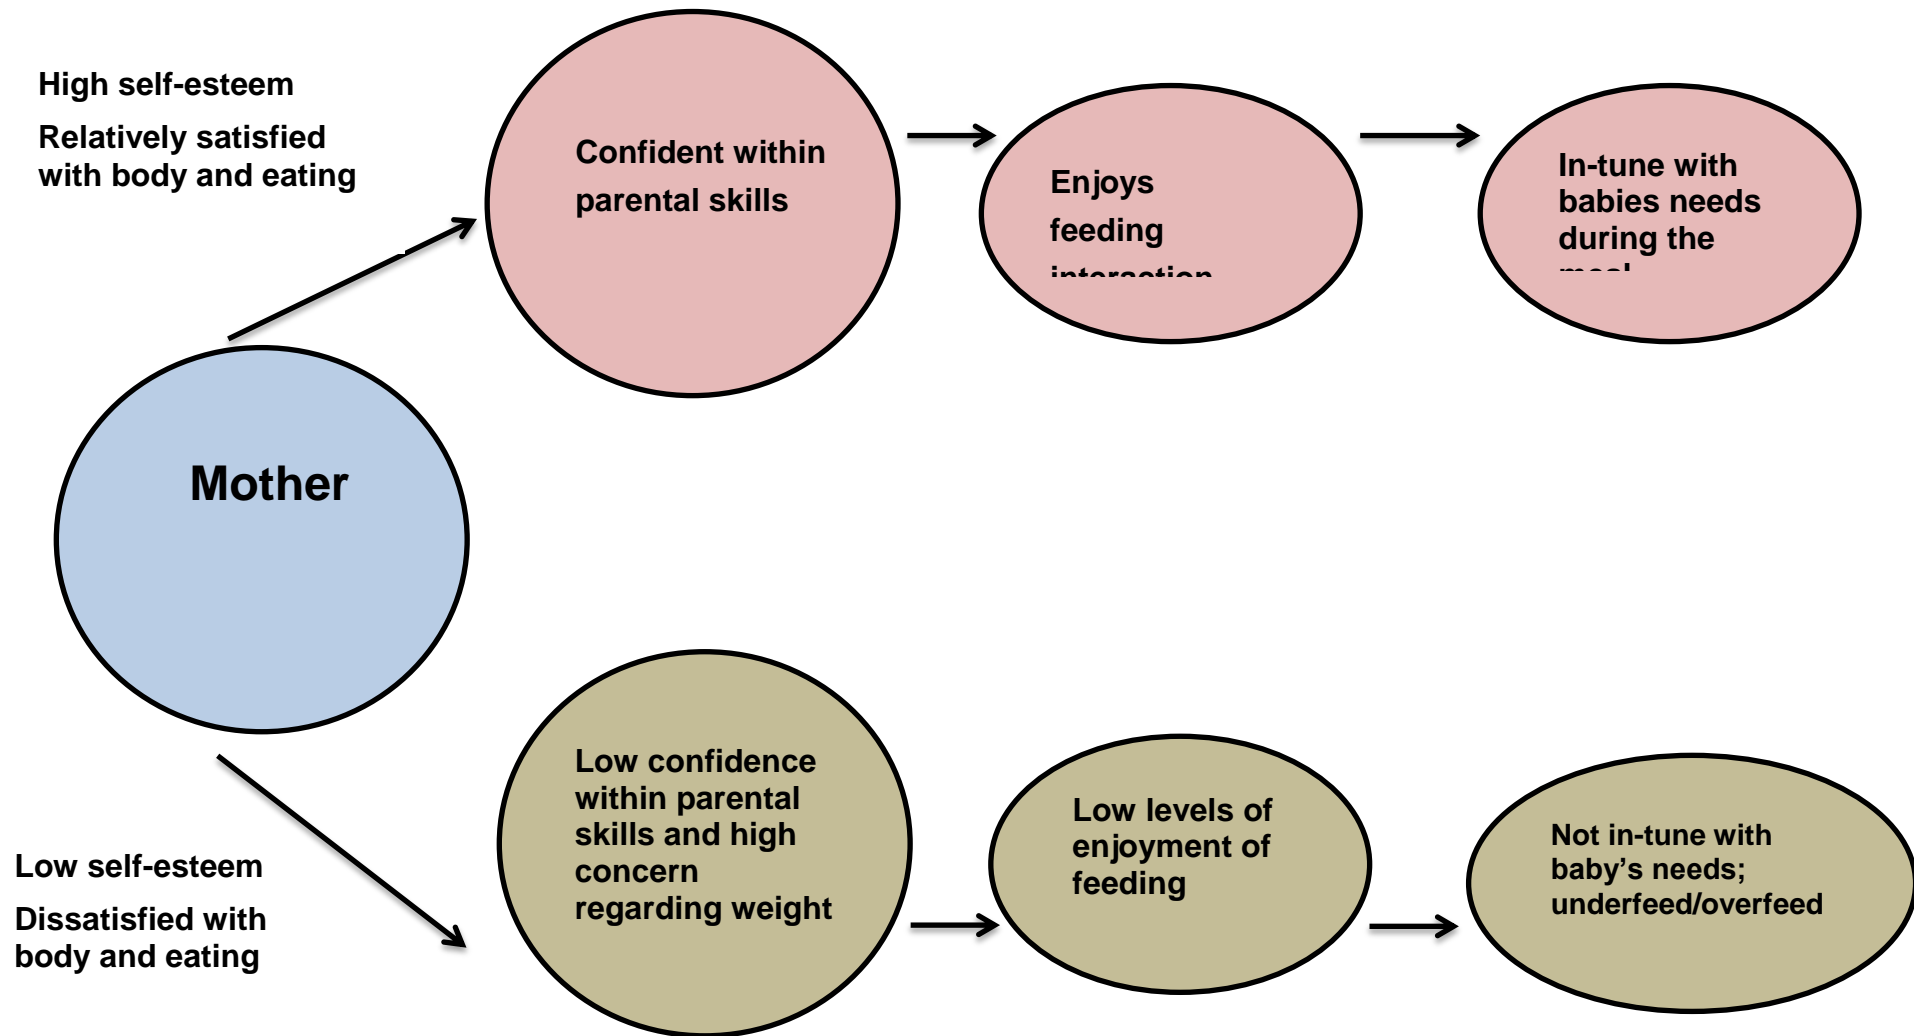 High self-esteem
Relatively satisfied
with body and eating
Confident within
parental skills
Enjoys
feeding
interaction
In-tune with
babies needs
during the
meal
Mother
Low self-esteem
Dissatisfied with
body and eating
Low confidence
within parental
skills and high
concern
regarding weight
Low levels of
enjoyment of
feeding
Not in-tune with
baby’s needs;
underfeed/overfeed